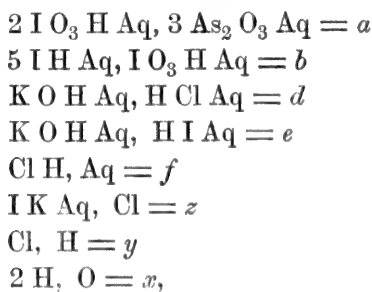 2 I O₃ H Aq, 3 As₂ O₃ Aq = a
5 I H Aq, I O₃ H Aq = b
K O H Aq, H Cl Aq = d
K O H Aq, H I Aq = e
Cl H, Aq = f
I K Aq, Cl = z
Cl, H = y
2 H, O = x,